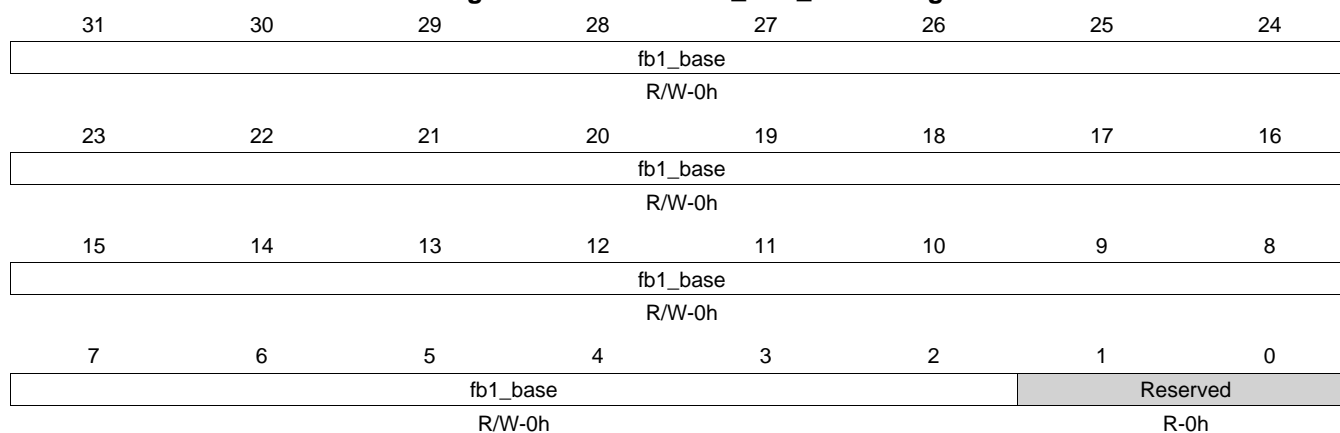 31 30 29 28 27 26 25 24
fb1_base
R/W-0h
23 22 21 20 19 18 17 16
fb1_base
R/W-0h
15 14 13 12 11 10 9 8
fb1_base
R/W-0h
7 6 5 4 3 2 1 0
fb1_base Reserved
R/W-0h R-0h